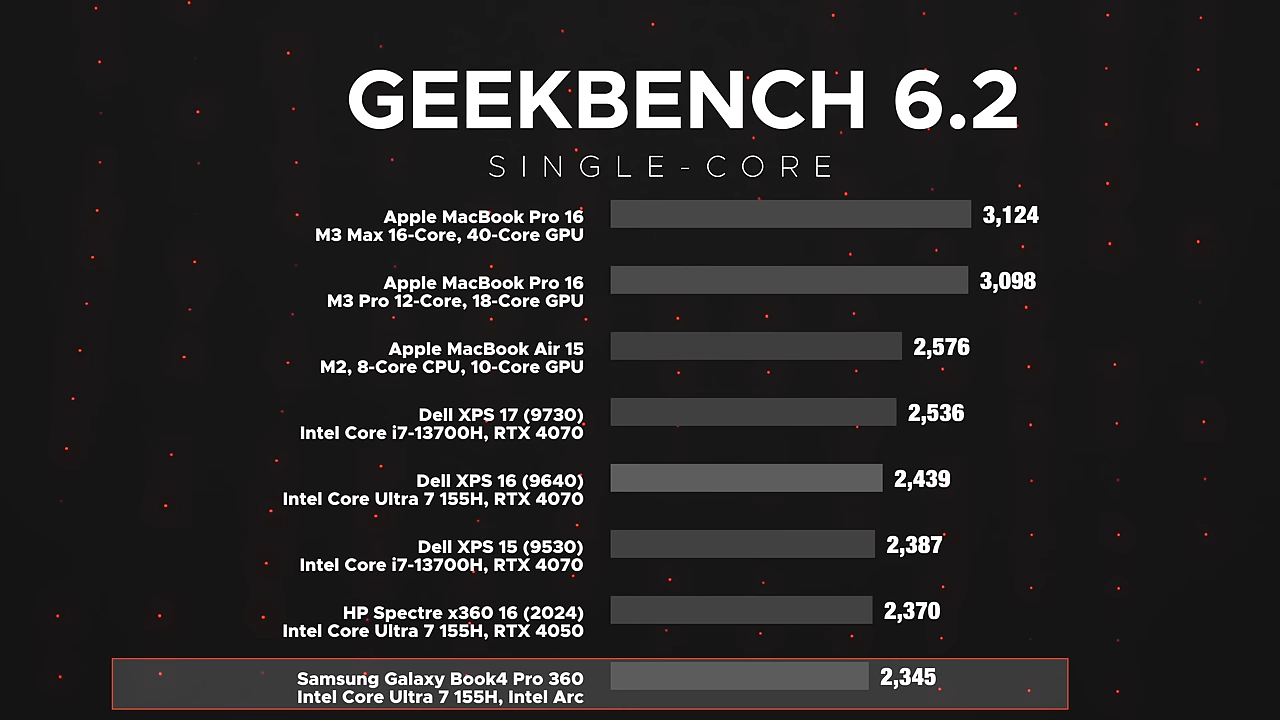 GEEKBENCH 6.2
SINGLE-CORE
Apple MacBook Pro 16
M3 Max 16-Core, 40-Core GPU
3,124
Apple MacBook Pro 16
M3 Pro 12-Core, 18-Core GPU
3,098
Apple MacBook Air 15
M2, 8-Core CPU, 10-Core GPU
2,576
Dell XPS 17 (9730)
Intel Core i7-13700H, RTX 4070
2,536
Dell XPS 16 (9640)
Intel Core Ultra 7 155H, RTX 4070
2,439
Dell XPS 15 (9530)
Intel Core i7-13700H, RTX 4070
2,387
HP Spectre x360 16 (2024)
Intel Core Ultra 7 155H, RTX 4050
2,370
Samsung Galaxy Book4 Pro 360
Intel Core Ultra 7 155H, Intel Arc
2,345